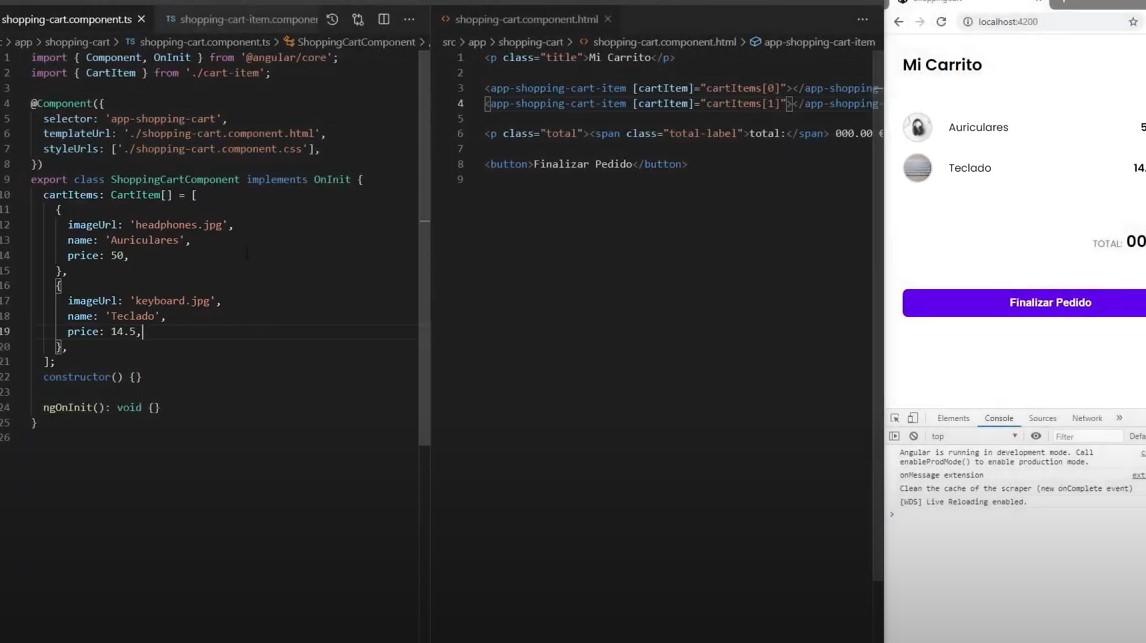 shopping-cart.component.ts
shopping-cart-item.componen
app > shopping-cart > TS shopping-cart.component.ts > ShoppingCartComponent >
1 import { Component, OnInit } from '@angular/core';
2 import { CartItem } from './cart-item';
3
4 @Component({
5 selector: 'app-shopping-cart',
6 templateUrl: './shopping-cart.component.html',
7 styleUrls: ['./shopping-cart.component.css'],
8 })
9 export class ShoppingCartComponent implements OnInit {
10 cartItems: CartItem[] = [
11 {
12 imageUrl: 'headphones.jpg',
13 name: 'Auriculares',
14 price: 50,
15 },
16 {
17 imageUrl: 'keyboard.jpg',
18 name: 'Teclado',
19 price: 14.5,
20 },
21 ];
22 constructor() {}
23
24 ngOnInit(): void {}
25 }
26
shopping-cart.component.html
src > app > shopping-cart > shopping-cart.component.html > app-shopping-cart-item
1 <p class="title">Mi Carrito</p>
2
3 <app-shopping-cart-item [cartItem]="cartItems[0]"></app-shopping-
4 <app-shopping-cart-item [cartItem]="cartItems[1]"></app-shopping-
5
6 <p class="total"><span class="total-label">total:</span> 000.00 €
7
8 <button>Finalizar Pedido</button>
9
localhost:4200
Mi Carrito
Auriculares 5
Teclado 14.
TOTAL: 00
Finalizar Pedido
Elements Console Sources Network »
top Filter Defa
Angular is running in development mode. Call
enableProdMode() to enable production mode.
onMessage extension ext
Clean the cache of the scraper (new onComplete event)
[WDS] Live Reloading enabled.